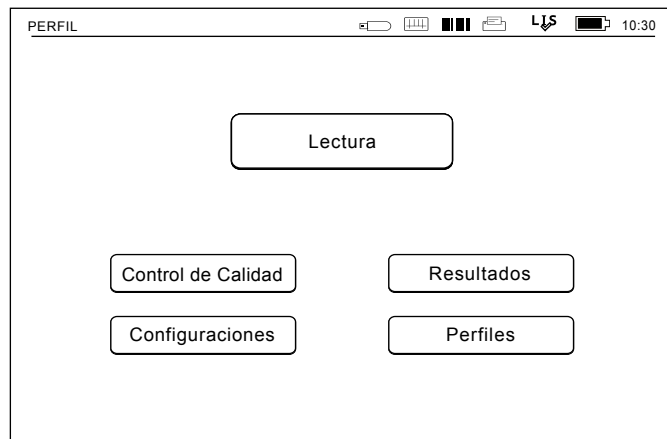 PERFIL LIS 10:30
Lectura
Control de Calidad Resultados
Configuraciones Perfiles